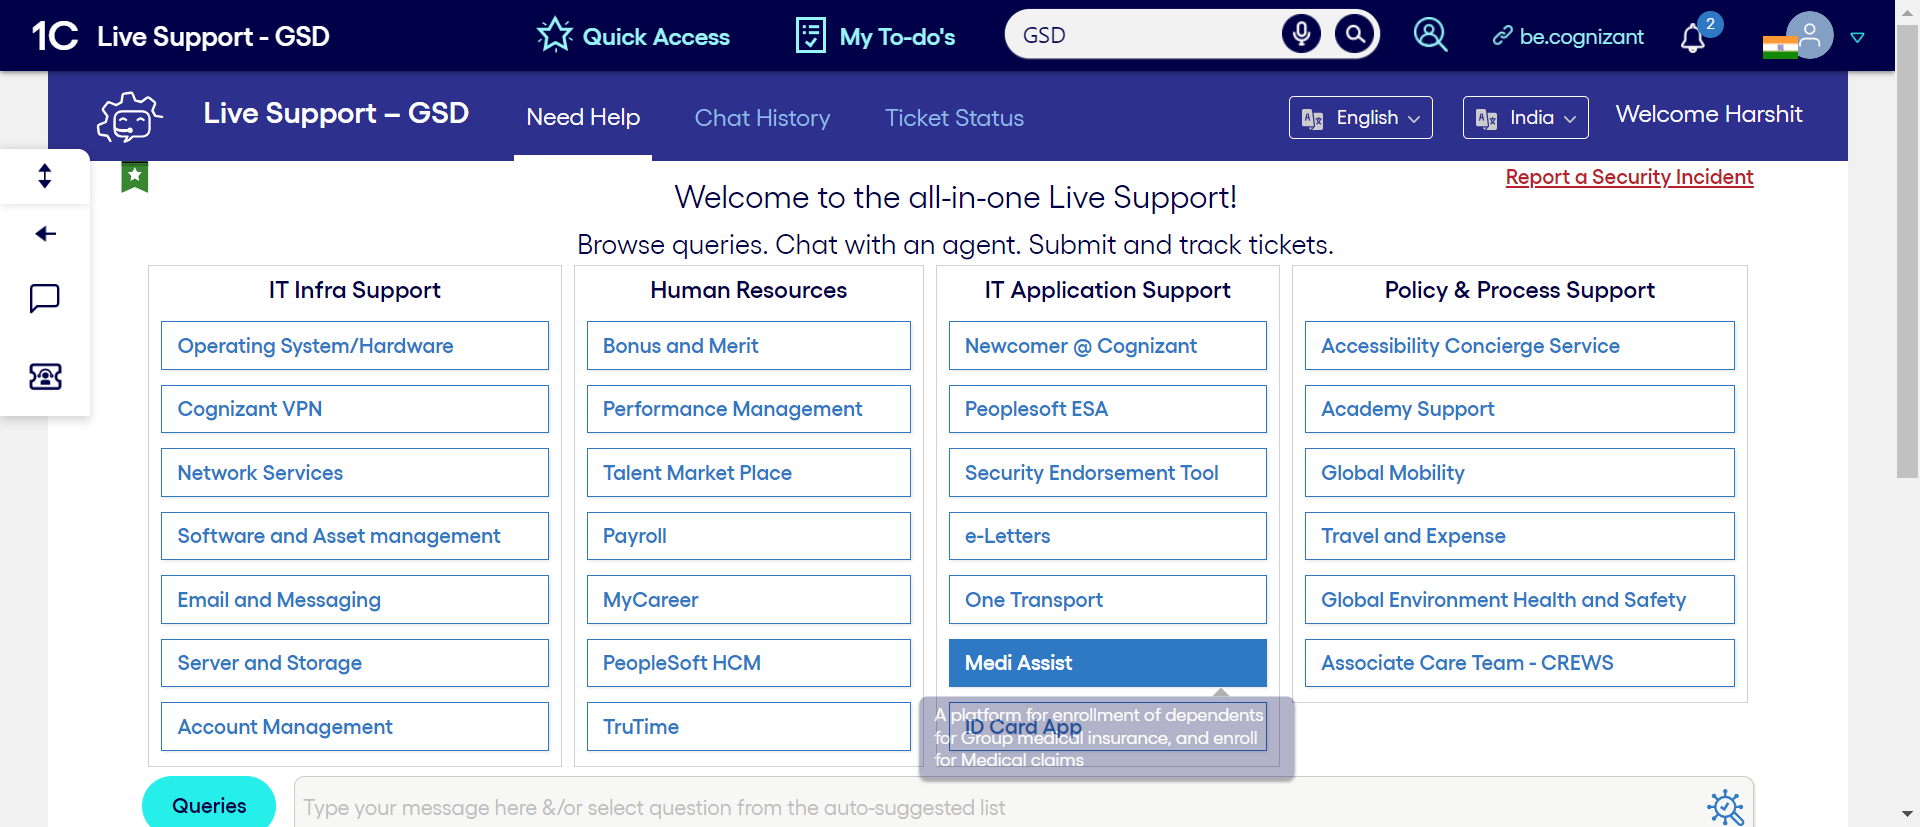 1C Live Support - GSD
Quick Access
My To-do's
GSD
be.cognizant
2
Live Support – GSD
Need Help
Chat History
Ticket Status
English
India
Welcome Harshit
Report a Security Incident
Welcome to the all-in-one Live Support!
Browse queries. Chat with an agent. Submit and track tickets.
IT Infra Support
Operating System/Hardware
Cognizant VPN
Network Services
Software and Asset management
Email and Messaging
Server and Storage
Account Management
Human Resources
Bonus and Merit
Performance Management
Talent Market Place
Payroll
MyCareer
PeopleSoft HCM
TruTime
IT Application Support
Newcomer @ Cognizant
Peoplesoft ESA
Security Endorsement Tool
e-Letters
One Transport
Medi Assist
A platform for enrollment of dependents
for Group medical insurance, and enroll
for Medical claims
ID Card App
Policy & Process Support
Accessibility Concierge Service
Academy Support
Global Mobility
Travel and Expense
Global Environment Health and Safety
Associate Care Team - CREWS
Queries
Type your message here &/or select question from the auto-suggested list